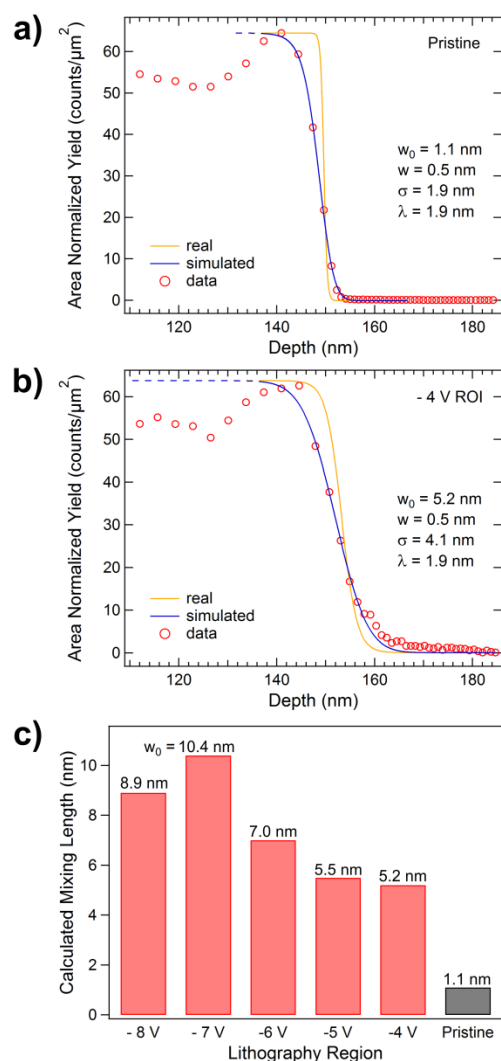 a)
Pristine
Area Normalized Yield (counts/µm²)
60
50
40
30
20
10
0
w₀ = 1.1 nm
w = 0.5 nm
σ = 1.9 nm
λ = 1.9 nm
real
simulated
data
120 140 160 180
Depth (nm)
b)
- 4 V ROI
Area Normalized Yield (counts/µm²)
60
50
40
30
20
10
0
w₀ = 5.2 nm
w = 0.5 nm
σ = 4.1 nm
λ = 1.9 nm
real
simulated
data
120 140 160 180
Depth (nm)
c)
Calculated Mixing Length (nm)
10
8
6
4
2
0
8.9 nm
w₀ = 10.4 nm
7.0 nm
5.5 nm
5.2 nm
1.1 nm
- 8 V - 7 V -6 V -5 V -4 V Pristine
Lithography Region